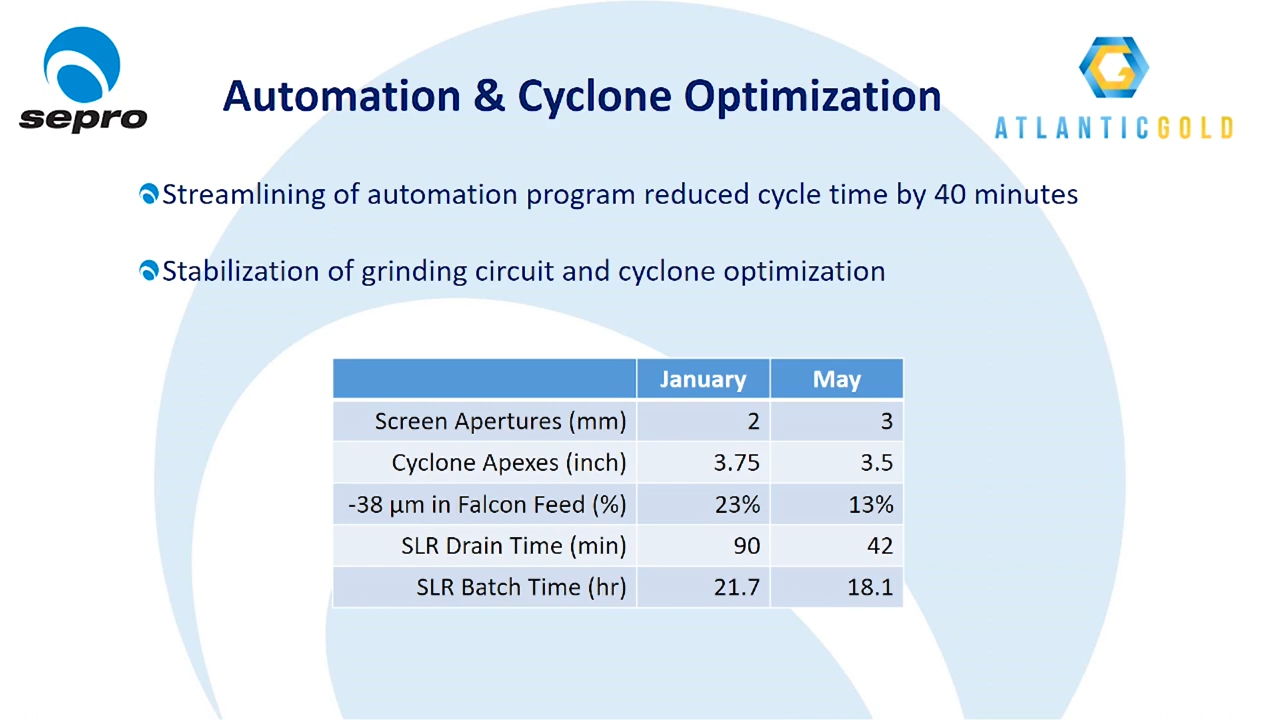 sepro
Automation & Cyclone Optimization
ATLANTICGOLD
Streamlining of automation program reduced cycle time by 40 minutes
Stabilization of grinding circuit and cyclone optimization
January May
Screen Apertures (mm) 2 3
Cyclone Apexes (inch) 3.75 3.5
-38 µm in Falcon Feed (%) 23% 13%
SLR Drain Time (min) 90 42
SLR Batch Time (hr) 21.7 18.1